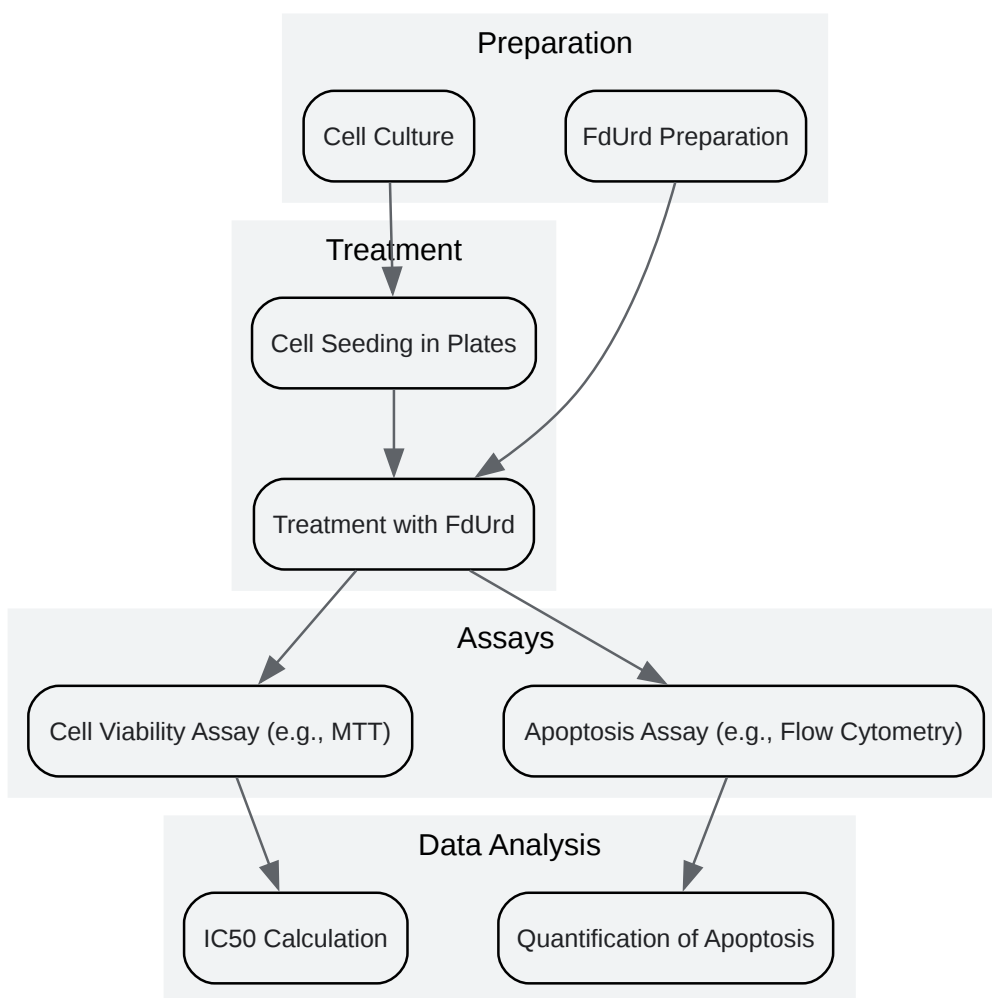 Preparation
Cell Culture
FdUrd Preparation
Treatment
Cell Seeding in Plates
Treatment with FdUrd
Assays
Cell Viability Assay (e.g., MTT)
Apoptosis Assay (e.g., Flow Cytometry)
Data Analysis
IC50 Calculation
Quantification of Apoptosis